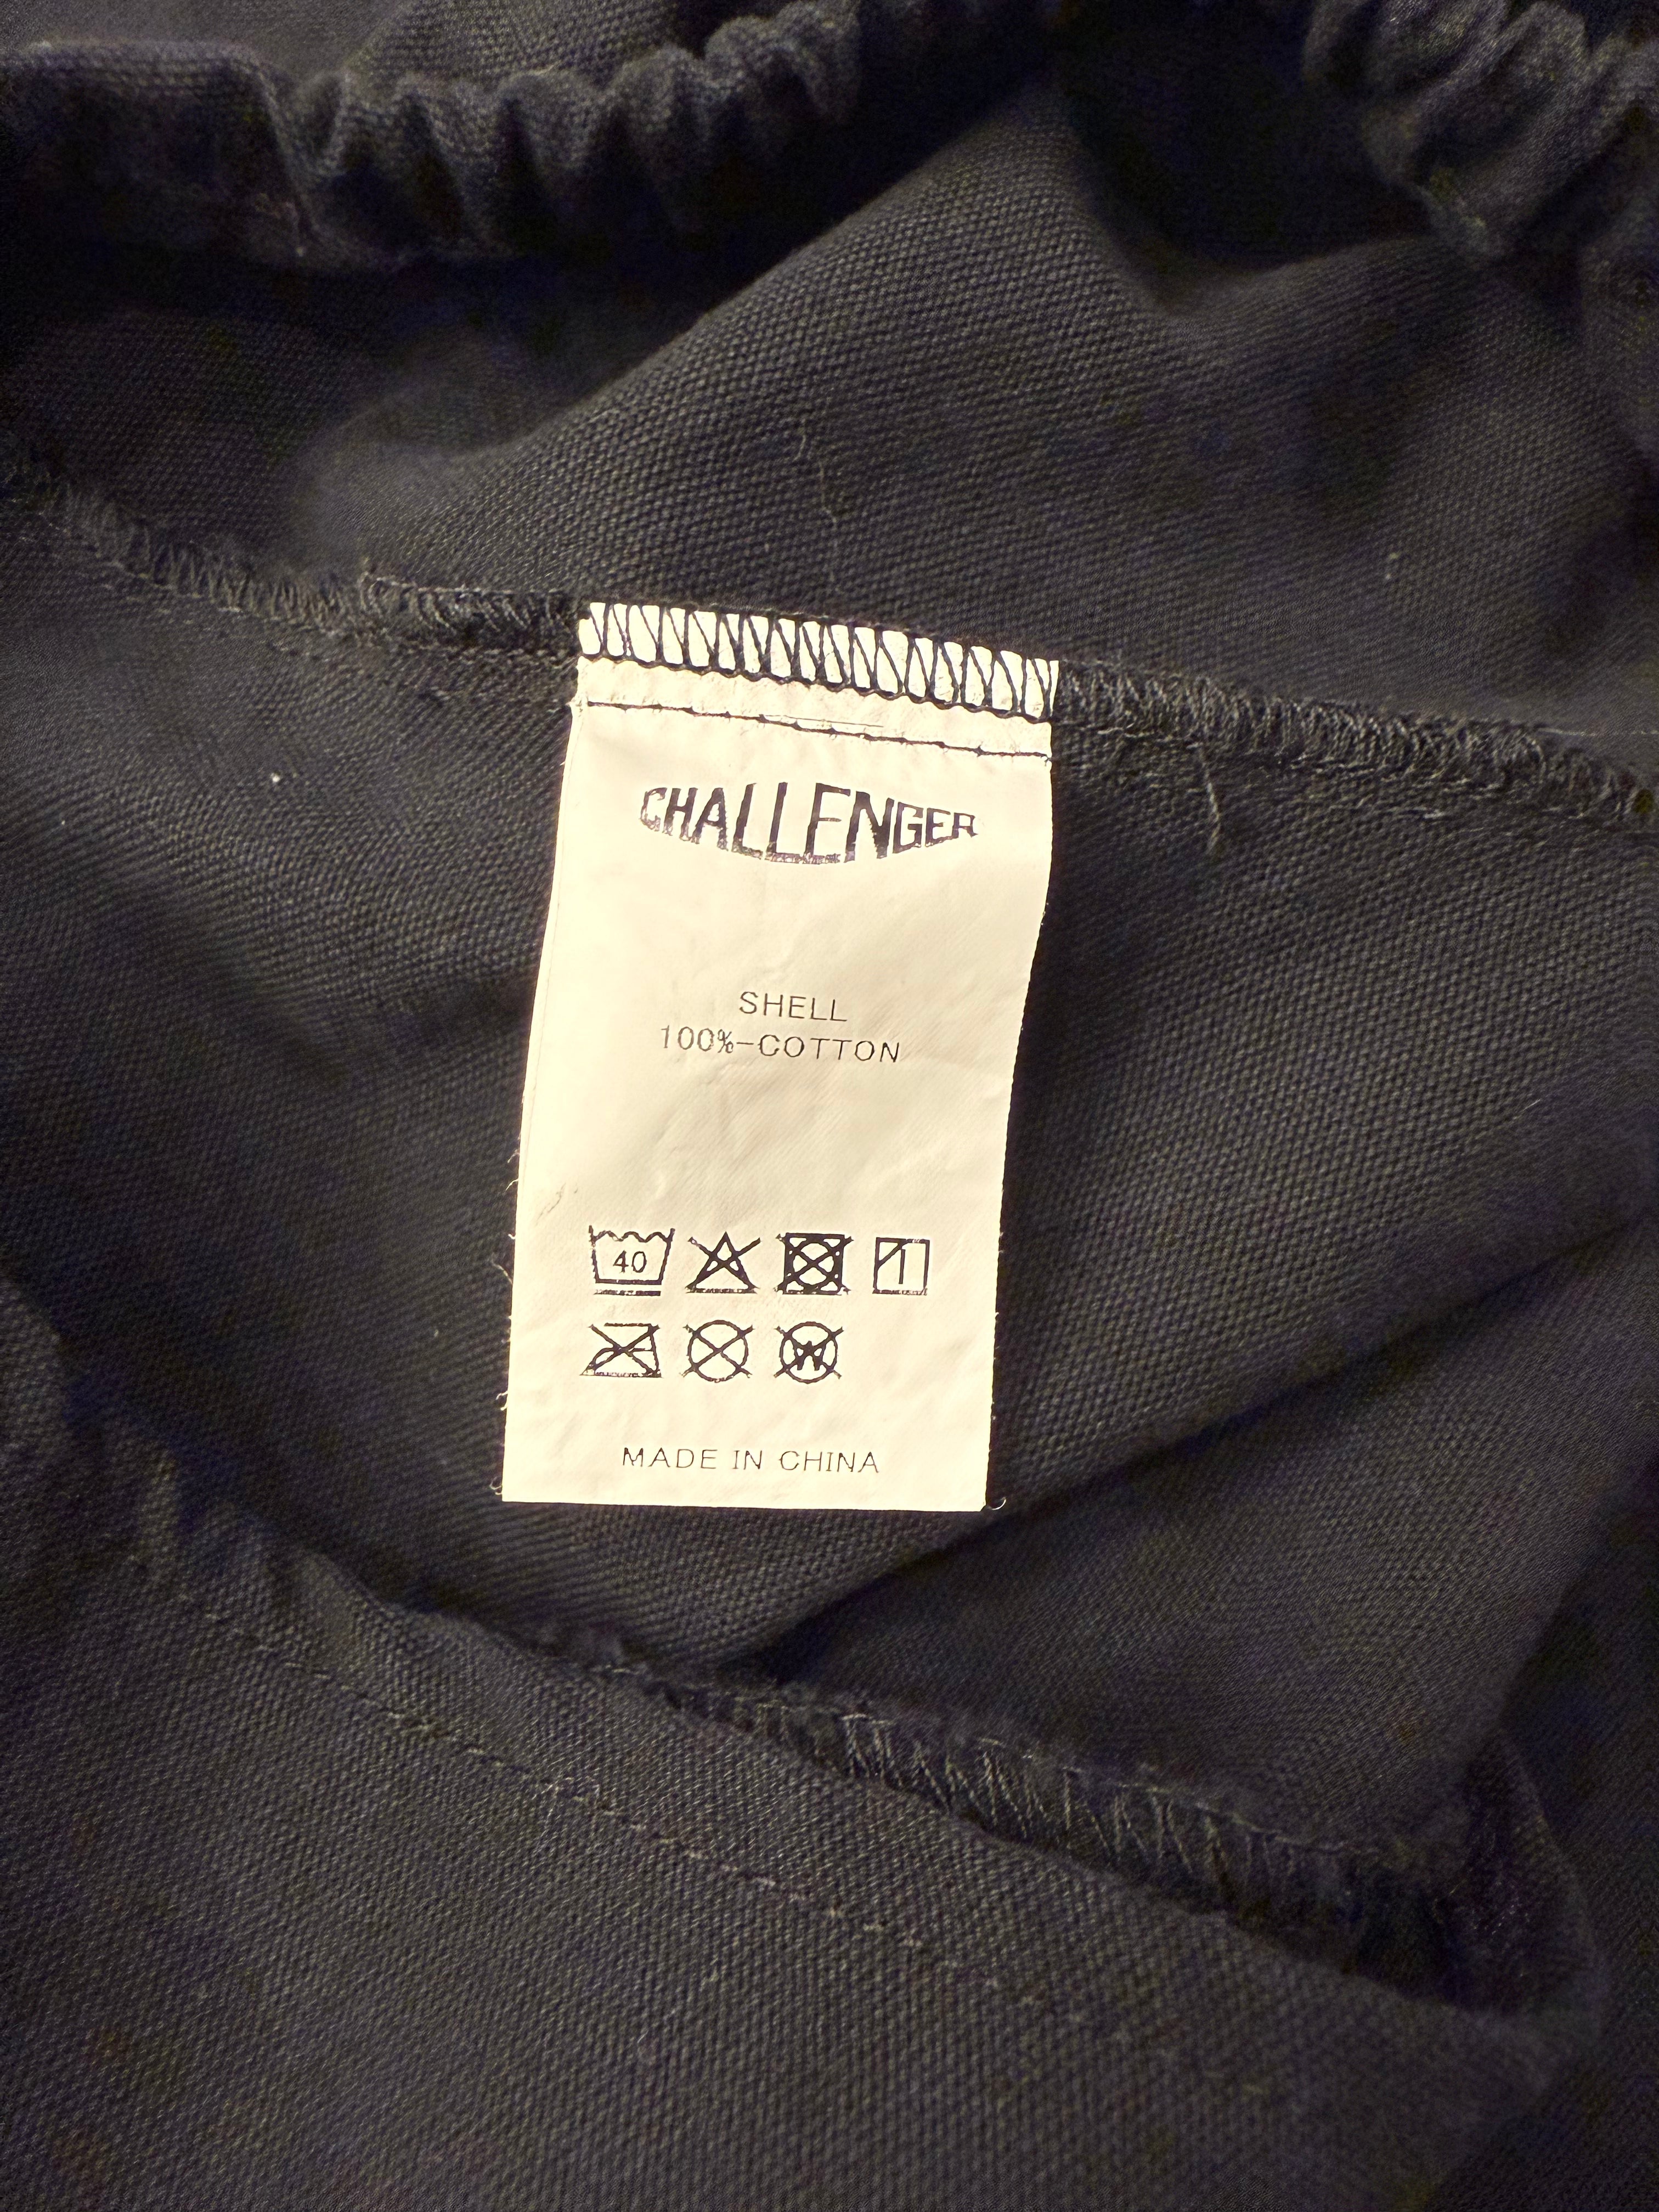 CHALLENGER
SHELL
100%-COTTON
40
W
MADE IN CHINA